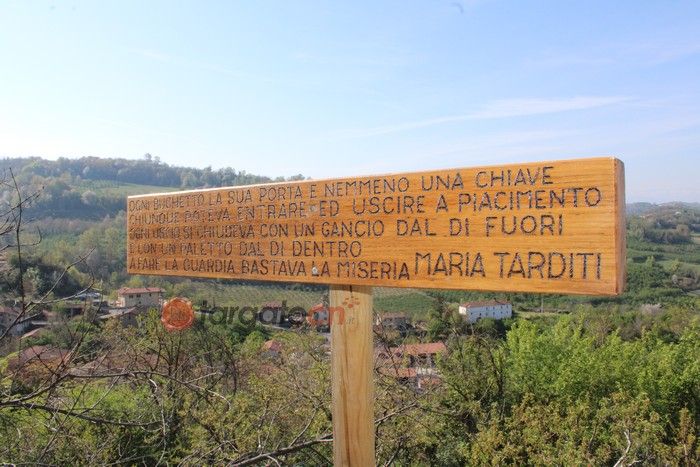 OGNI BUCHETTO LA SUA PORTA E NEMMENO UNA CHIAVE
CHIUNQUE POTEVA ENTRARE ED USCIRE A PIACIMENTO
OGNI USCIO SI CHIUDEVA CON UN GANCIO DAL DI FUORI
E CON UN PALETTO DAL DI DENTRO
A FARE LA GUARDIA BASTAVA LA MISERIA MARIA TARDITI
targatocn.it